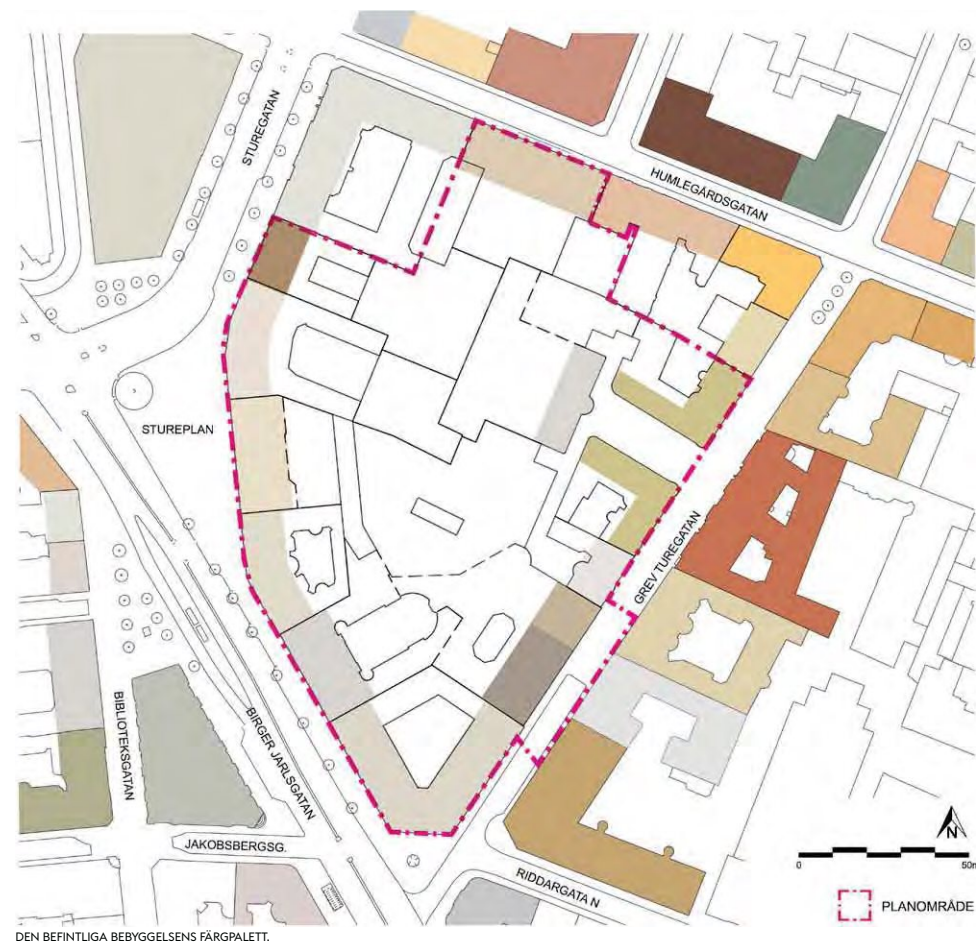 STUREGATAN
HUMLEGÅRDSGATAN
STUREPLAN
GREV TUREGATAN
BIBLIOTEKSGATAN
BIRGER JARLSGATAN
JAKOBSBERGSG.
RIDDARGATA N
N
0 50m
PLANOMRÅDE
DEN BEFINTLIGA BEBYGGELSENS FÄRGPALETT.